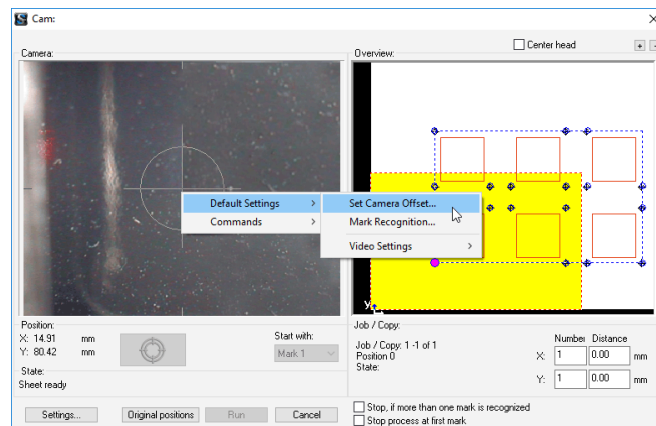 Cam:
Camera:
Overview:
Center head
+
-
Default Settings >
Commands >
Set Camera Offset...
Mark Recognition...
Video Settings >
Position:
X: 14.91 mm
Y: 80.42 mm
Start with:
Mark 1
State:
Sheet ready
Settings...
Original positions
Run
Cancel
Job / Copy:
Job / Copy: 1 -1 of 1
Position 0
State:
Number Distance
X: 1 0.00 mm
Y: 1 0.00 mm
Stop, if more than one mark is recognized
Stop process at first mark